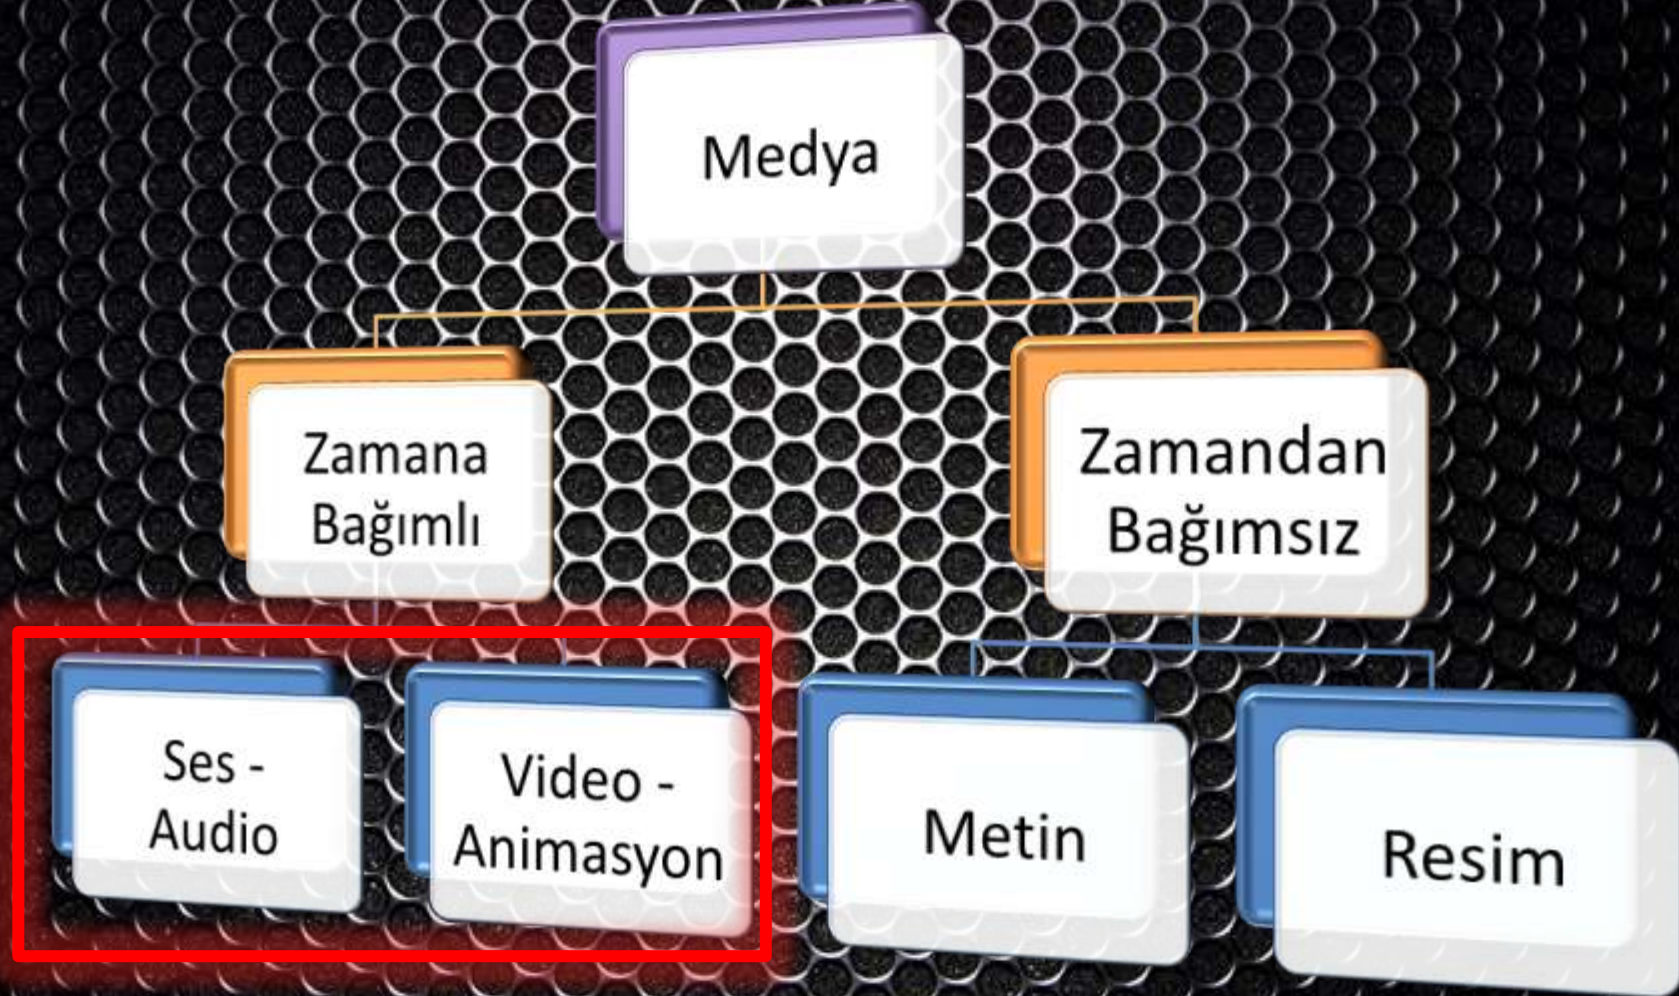 Medya
Zamana
Bağımlı
Zamandan
Bağımsız
Ses -
Audio
Video -
Animasyon
Metin
Resim